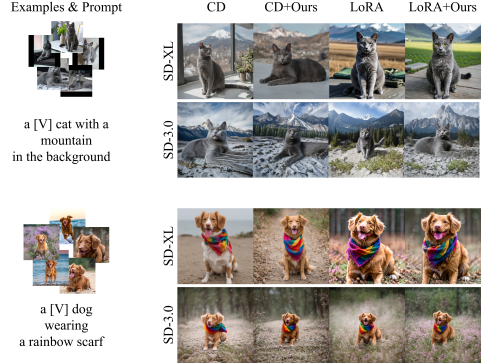 Examples & Prompt CD CD+Ours LoRA LoRA+Ours
SD-XL
SD-3.0
a [V] cat with a
mountain
in the background
SD-XL
SD-3.0
a [V] dog
wearing
a rainbow scarf